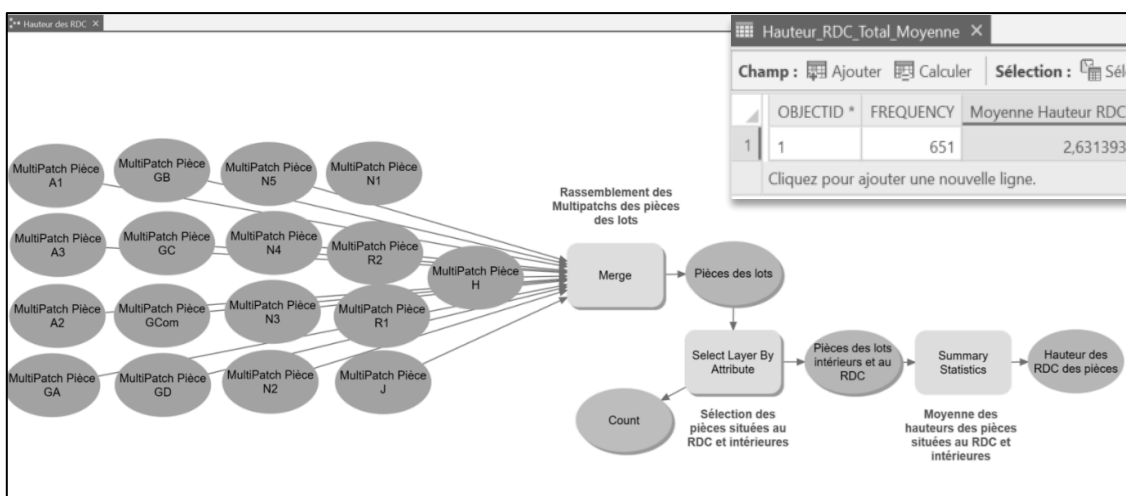 Hauteur des RDC ×
Hauteur_RDC_Total_Moyenne ×
Champ : Ajouter Calculer Sélection : Sél
OBJECTID * FREQUENCY Moyenne Hauteur RDC
1 1 651 2,631393
Cliquez pour ajouter une nouvelle ligne.
MultiPatch Pièce
A1
MultiPatch Pièce
GB
MultiPatch Pièce
N5
MultiPatch Pièce
N1
MultiPatch Pièce
A3
MultiPatch Pièce
GC
MultiPatch Pièce
N4
MultiPatch Pièce
R2
MultiPatch Pièce
H
MultiPatch Pièce
A2
MultiPatch Pièce
GCom
MultiPatch Pièce
N3
MultiPatch Pièce
R1
MultiPatch Pièce
GA
MultiPatch Pièce
GD
MultiPatch Pièce
N2
MultiPatch Pièce
J
Rassemblement des
Multipatchs des pièces
des lots
Merge
Pièces des lots
Select Layer By
Attribute
Pièces des lots
intérieurs et au
RDC
Summary
Statistics
Hauteur des
RDC des pièces
Count
Sélection des
pièces situées au
RDC et intérieures
Moyenne des
hauteurs des pièces
situées au RDC et
intérieures